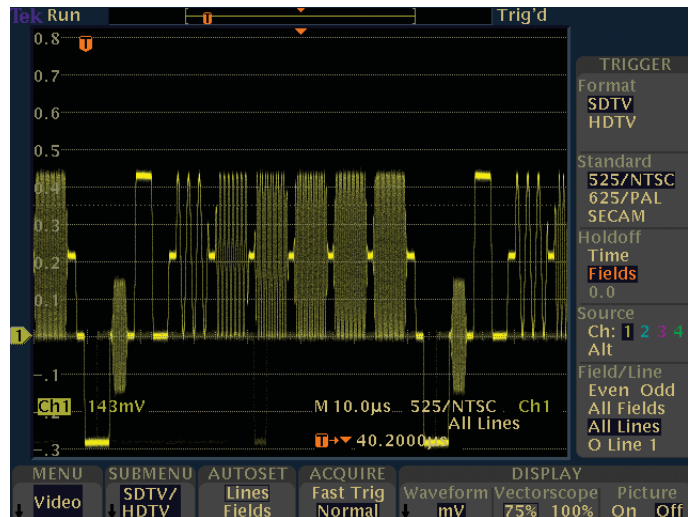 Tek Run
Trig'd
T
T
0.8
0.7
0.6
0.5
0.4
0.3
0.2
0.1
1
-.1
-.3
Ch1 143mV
M 10.0µs 525/NTSC Ch1
All Lines
T→▼ 40.2000µs
TRIGGER
Format
SDTV
HDTV
Standard
525/NTSC
625/PAL
SECAM
Holdoff
Time
Fields
0.0
Source
Ch: 1 2 3 4
Alt
Field/Line
Even Odd
All Fields
All Lines
O Line 1
MENU
Video
SUBMENU
SDTV/
HDTV
AUTOSET
Lines
Fields
ACQUIRE
Fast Trig
Normal
DISPLAY
Waveform
mV
Vectorscope
75% 100%
Picture
On Off